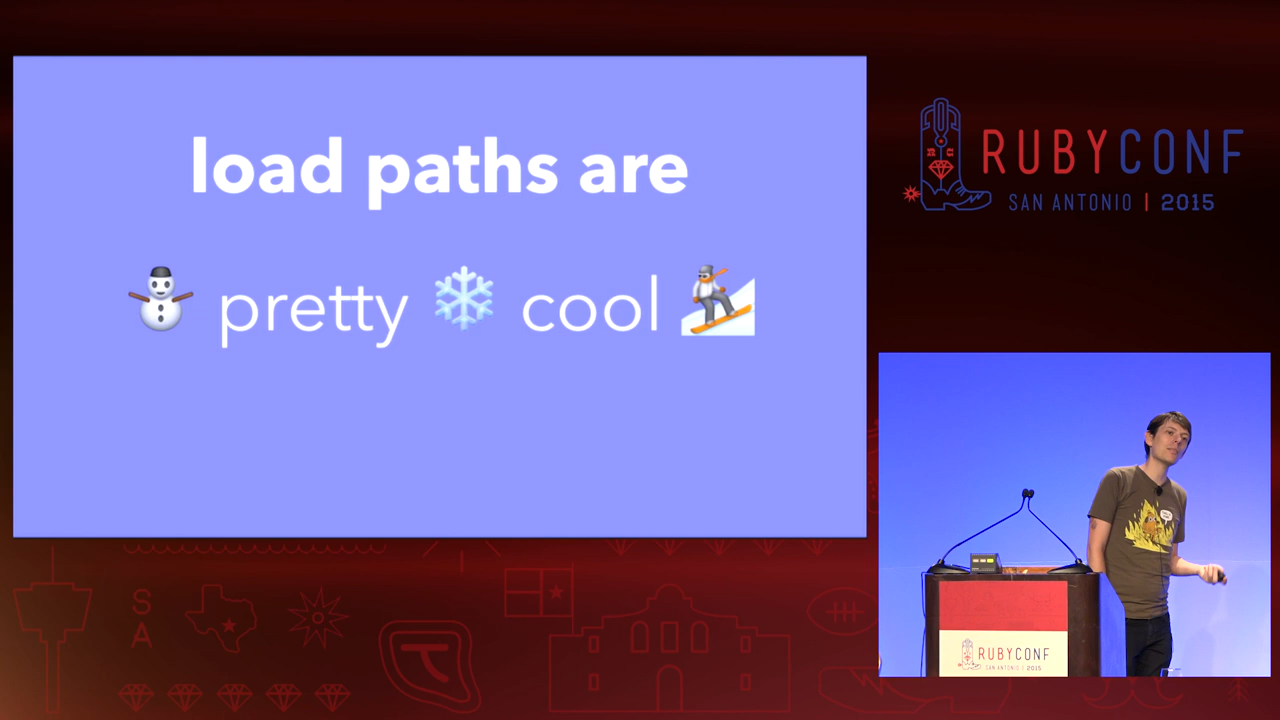 load paths are
pretty cool
RUBYCONF
SAN ANTONIO | 2015
S
A
RUBYCONF
SAN ANTONIO | 2015